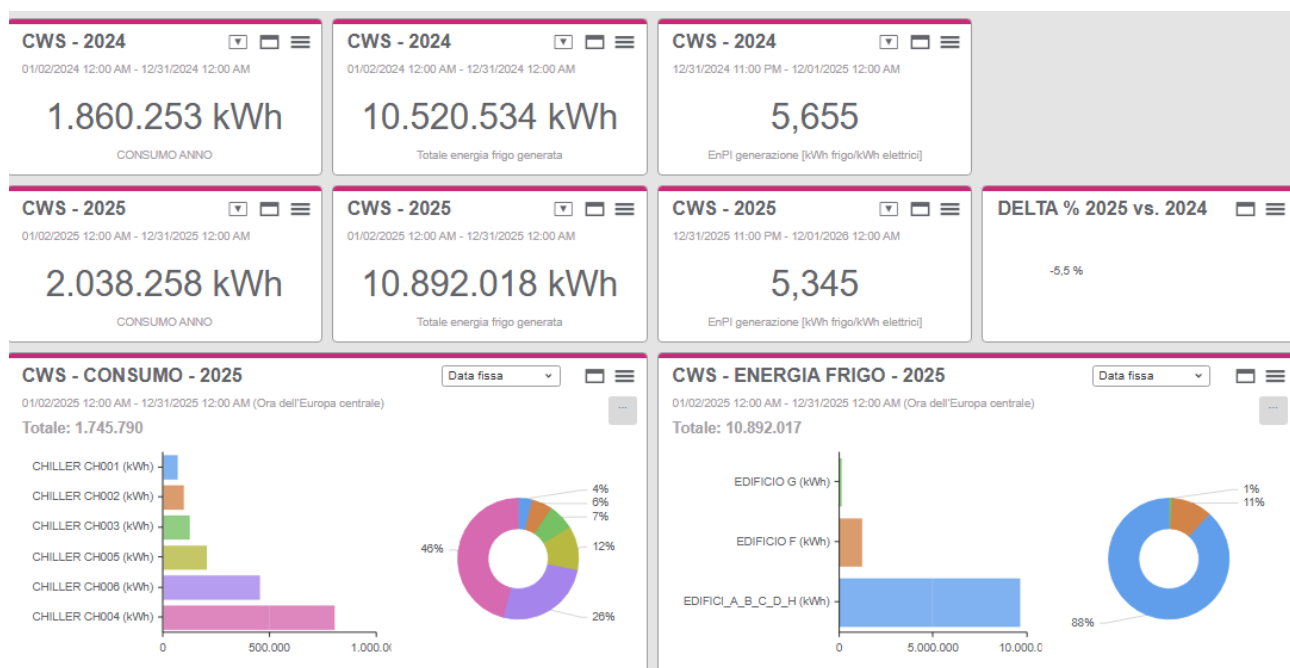 CWS - 2024
01/02/2024 12:00 AM - 12/31/2024 12:00 AM
1.860.253 kWh
CONSUMO ANNO
CWS - 2024
01/02/2024 12:00 AM - 12/31/2024 12:00 AM
10.520.534 kWh
Totale energia frigo generata
CWS - 2024
12/31/2024 11:00 PM - 12/01/2025 12:00 AM
5,655
EnPI generazione [kWh frigo/kWh elettrici]
CWS - 2025
01/02/2025 12:00 AM - 12/31/2025 12:00 AM
2.038.258 kWh
CONSUMO ANNO
CWS - 2025
01/02/2025 12:00 AM - 12/31/2025 12:00 AM
10.892.018 kWh
Totale energia frigo generata
CWS - 2025
12/31/2025 11:00 PM - 12/01/2026 12:00 AM
5,345
EnPI generazione [kWh frigo/kWh elettrici]
DELTA % 2025 vs. 2024
-5,5 %
CWS - CONSUMO - 2025
Data fissa
01/02/2025 12:00 AM - 12/31/2025 12:00 AM (Ora dell'Europa centrale)
...
Totale: 1.745.790
CHILLER CH001 (kWh)
CHILLER CH002 (kWh)
CHILLER CH003 (kWh)
CHILLER CH005 (kWh)
CHILLER CH006 (kWh)
CHILLER CH004 (kWh)
0
500.000
1.000.0(
4%
6%
7%
12%
46%
26%
CWS - ENERGIA FRIGO - 2025
Data fissa
01/02/2025 12:00 AM - 12/31/2025 12:00 AM (Ora dell'Europa centrale)
...
Totale: 10.892.017
EDIFICIO G (kWh)
EDIFICIO F (kWh)
EDIFICI_A_B_C_D_H (kWh)
0
5.000.000
10.000.(
1%
11%
88%